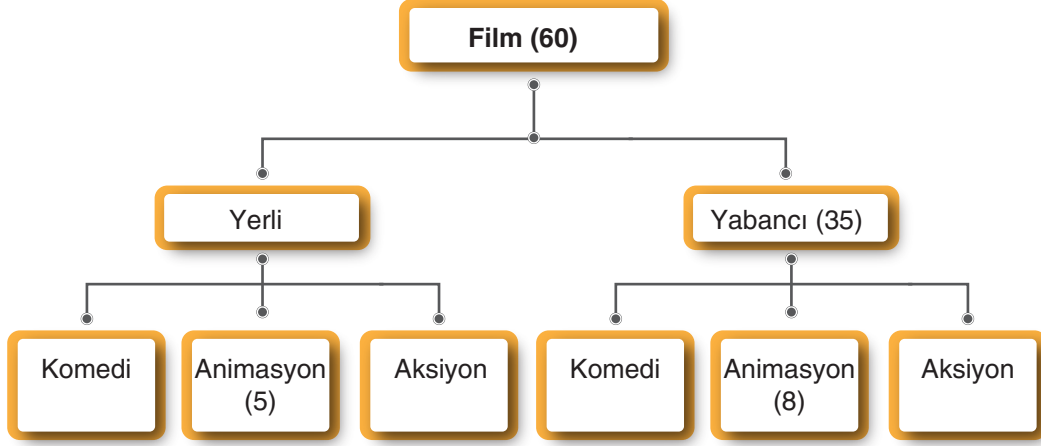 Film (60)
Yerli
Yabancı (35)
Komedi
Animasyon
(5)
Aksiyon
Komedi
Animasyon
(8)
Aksiyon